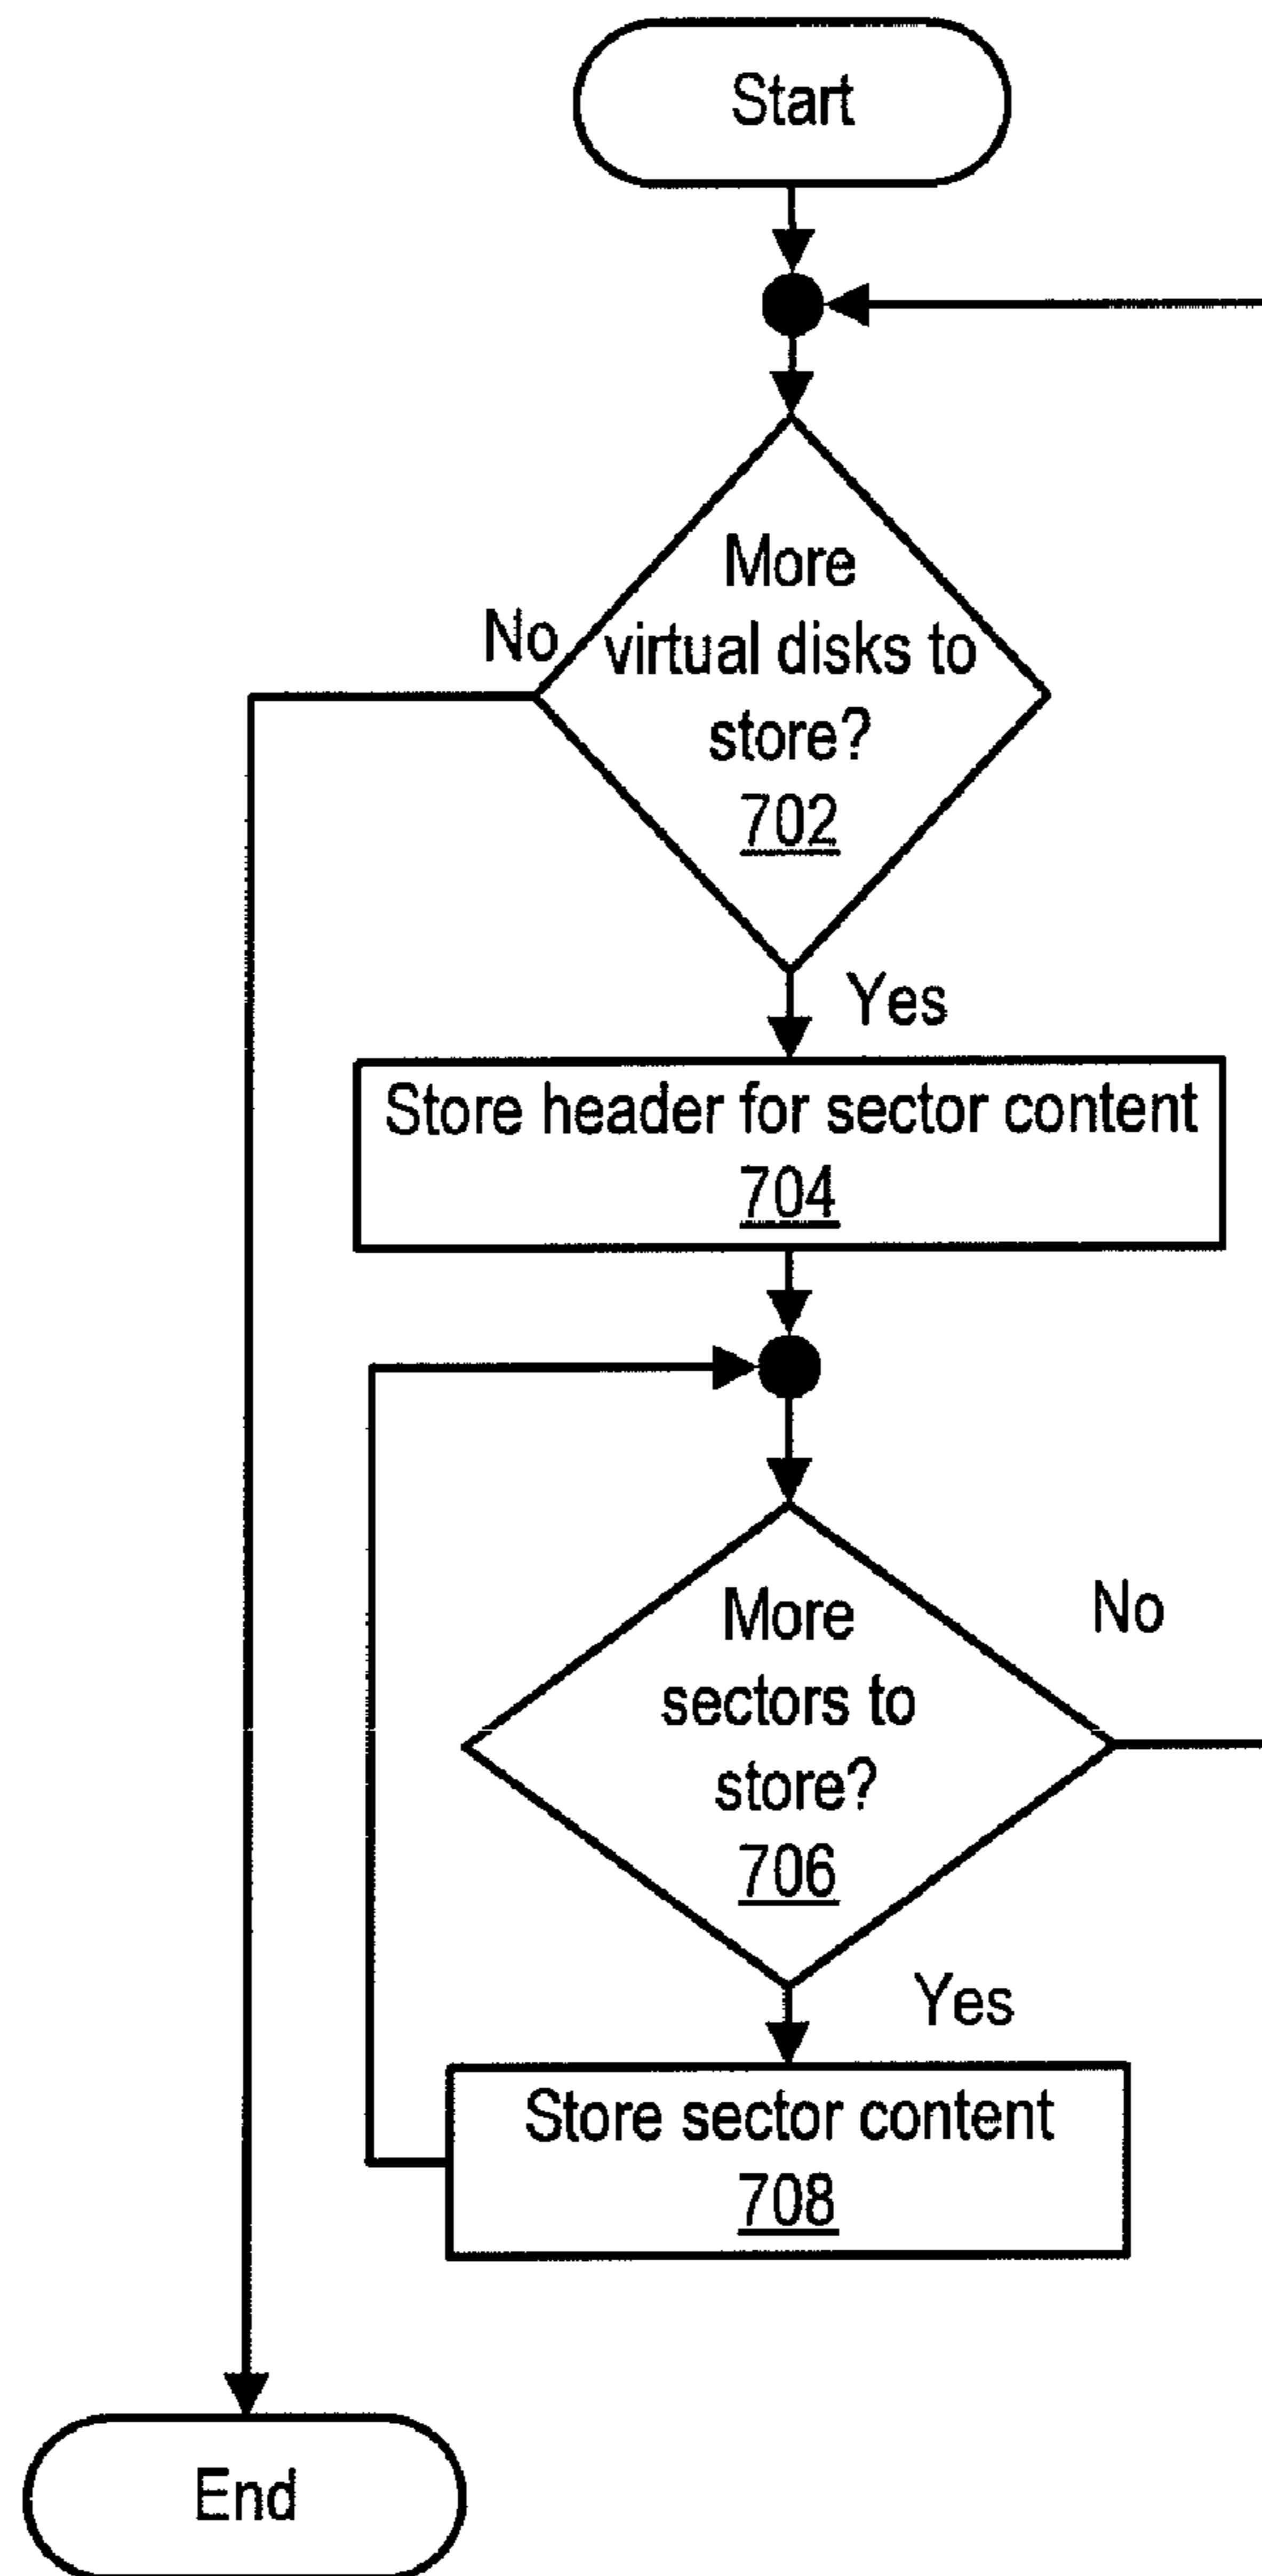 Start
More
No
virtual disks to
store?
702
Yes
Store header for sector content
704
More
No
sectors to
store?
706
Yes
Store sector content
708
End